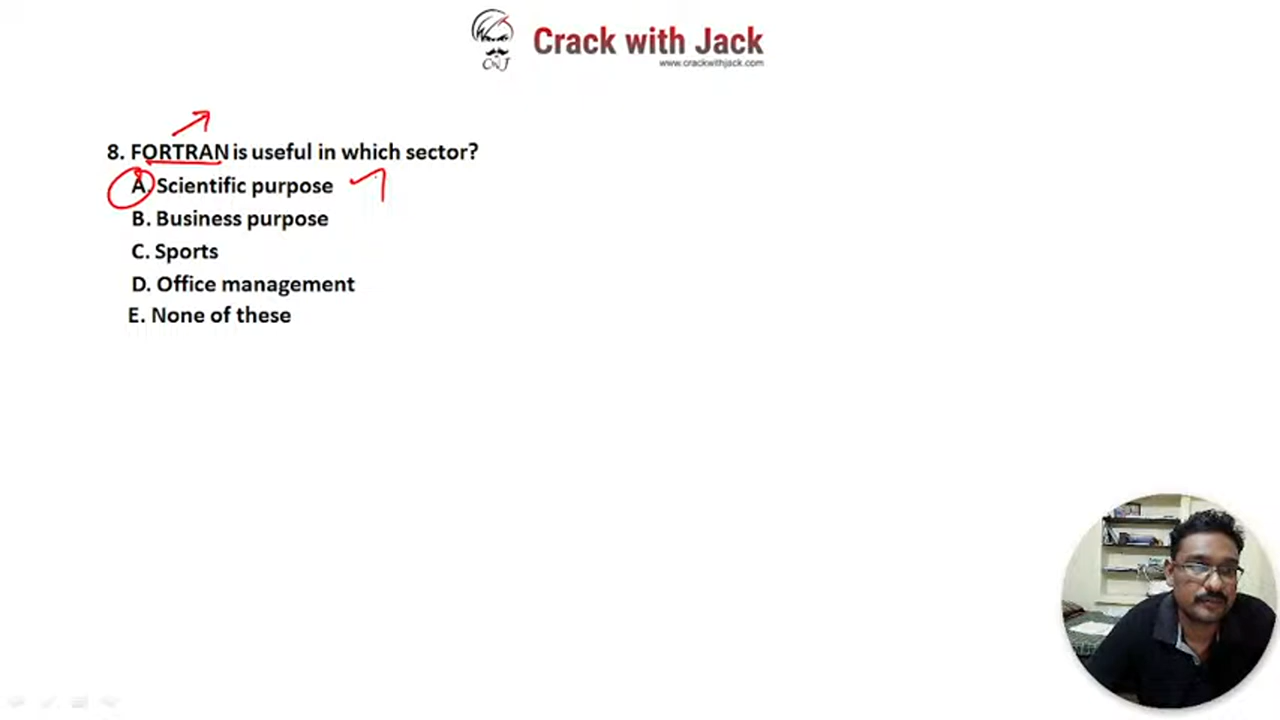 Crack with Jack
www.crackwithjack.com
CwJ
8. FORTRAN is useful in which sector?
A. Scientific purpose
B. Business purpose
C. Sports
D. Office management
E. None of these